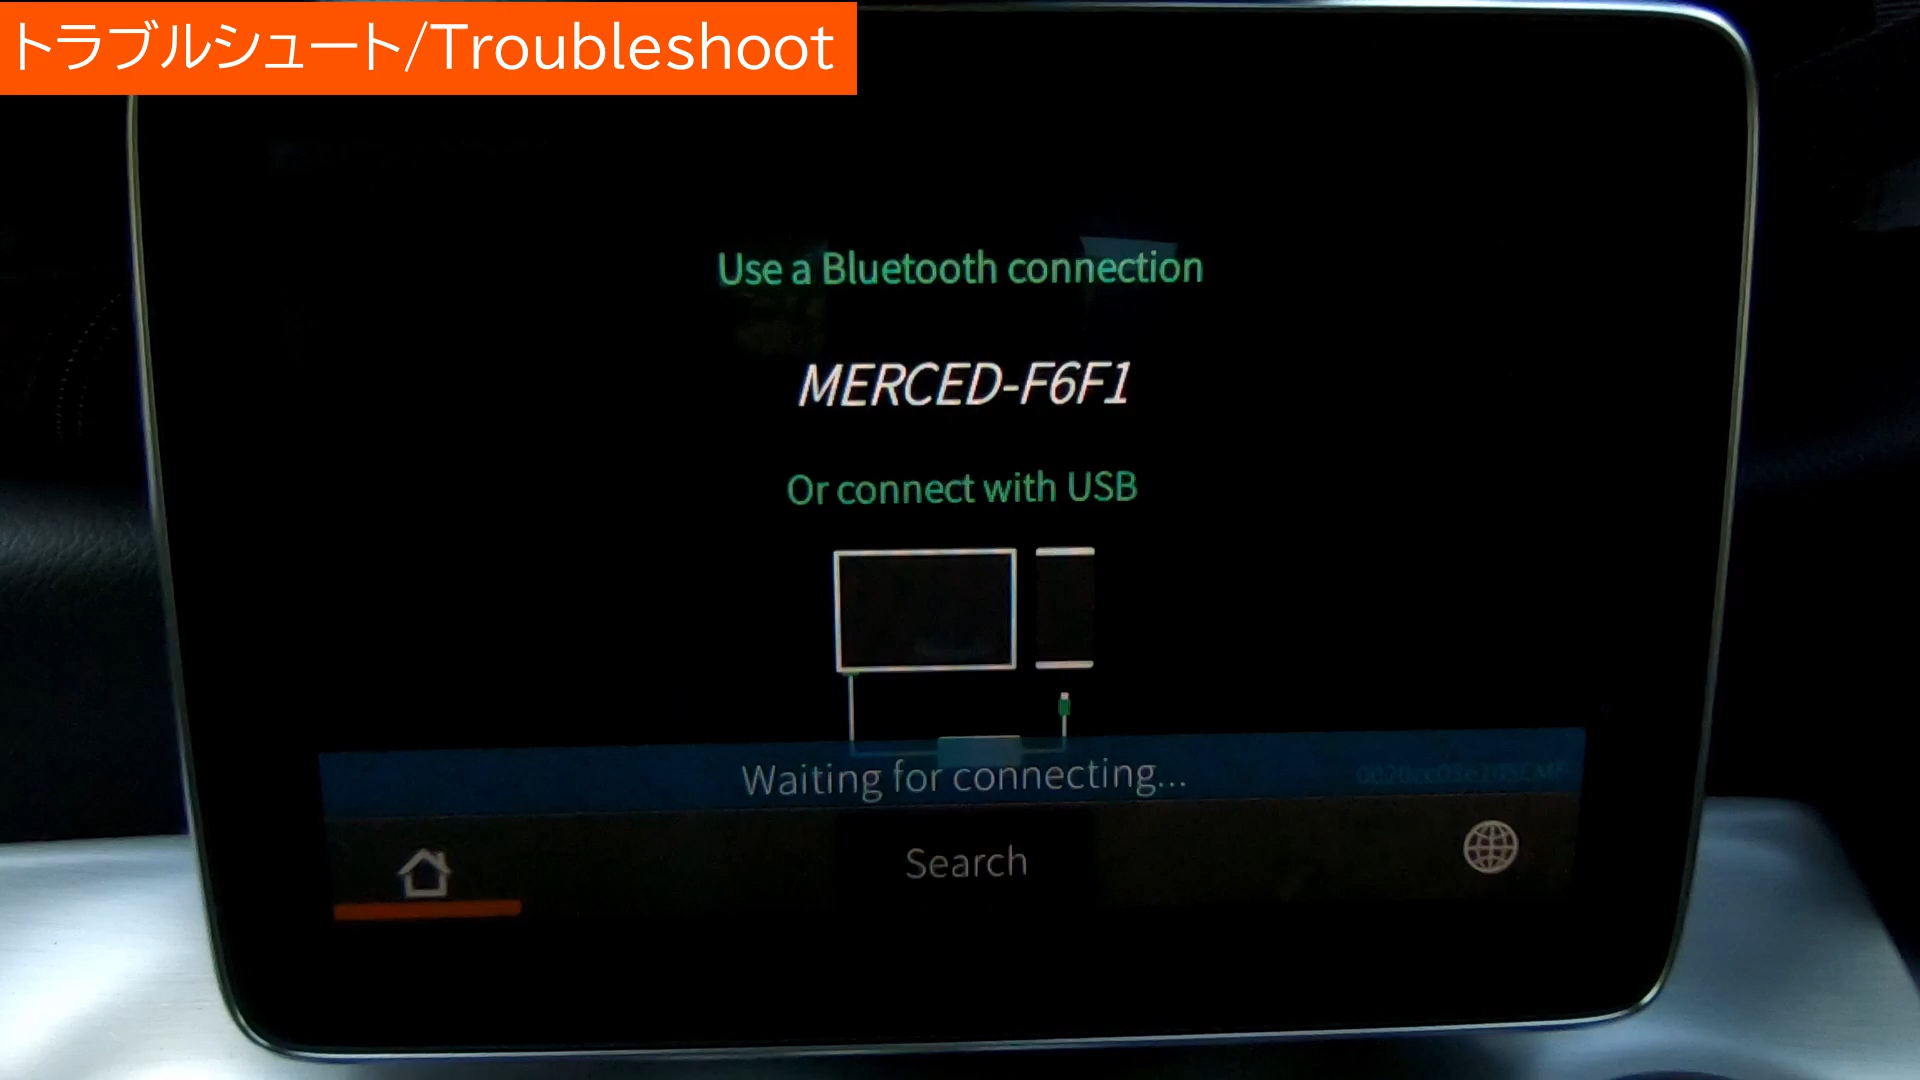 トラブルシュート/Troubleshoot
Use a Bluetooth connection
MERCED-F6F1
Or connect with USB
Waiting for connecting...
Search